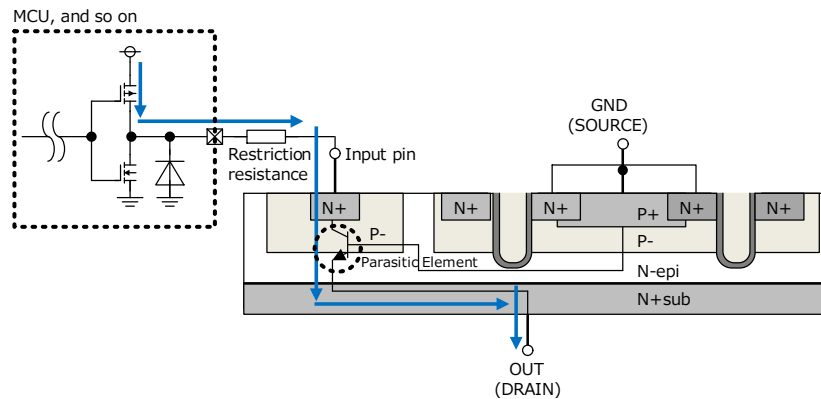 MCU, and so on
GND
(SOURCE)
Restriction
resistance
Input pin
N+
P-
Parasitic Element
N+
N+
P+
N+
N+
P-
N-epi
N+sub
OUT
(DRAIN)